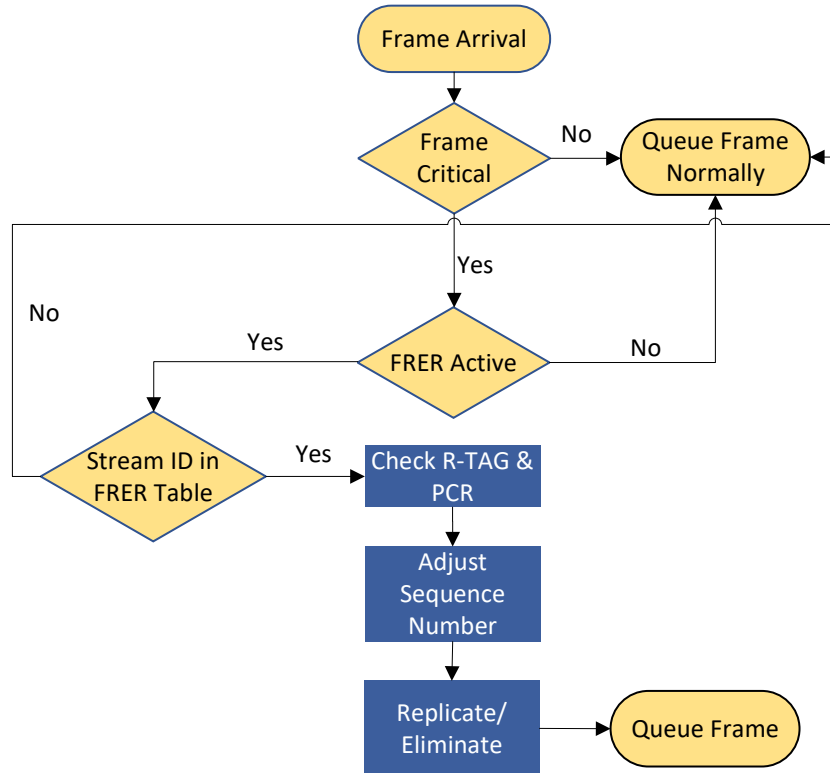 Frame Arrival
Frame
Critical
No
Queue Frame
Normally
Yes
No
Yes
FRER Active
No
Stream ID in
FRER Table
Yes
Check R-TAG &
PCR
Adjust
Sequence
Number
Replicate/
Eliminate
Queue Frame